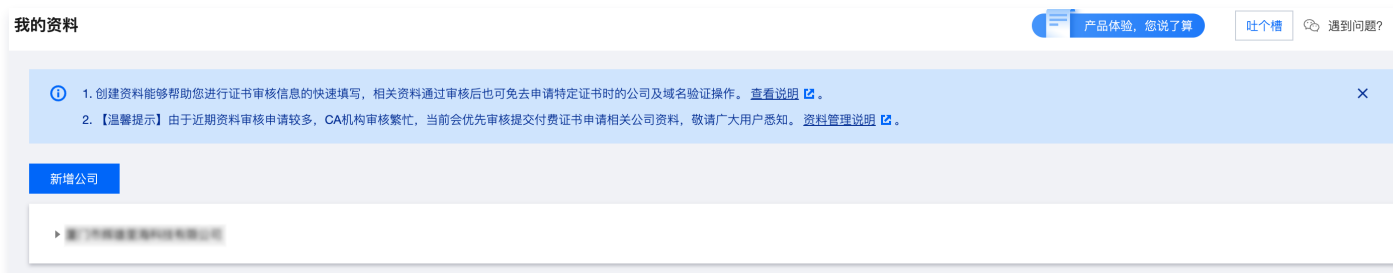 我的资料
产品体验，您说了算
吐个槽
遇到问题?
1. 创建资料能够帮助您进行证书审核信息的快速填写，相关资料通过审核后也可免去申请特定证书时的公司及域名验证操作。 查看说明 。
2. 【温馨提示】由于近期资料审核申请较多，CA机构审核繁忙，当前会优先审核提交付费证书申请相关公司资料，敬请广大用户悉知。 资料管理说明 。
新增公司